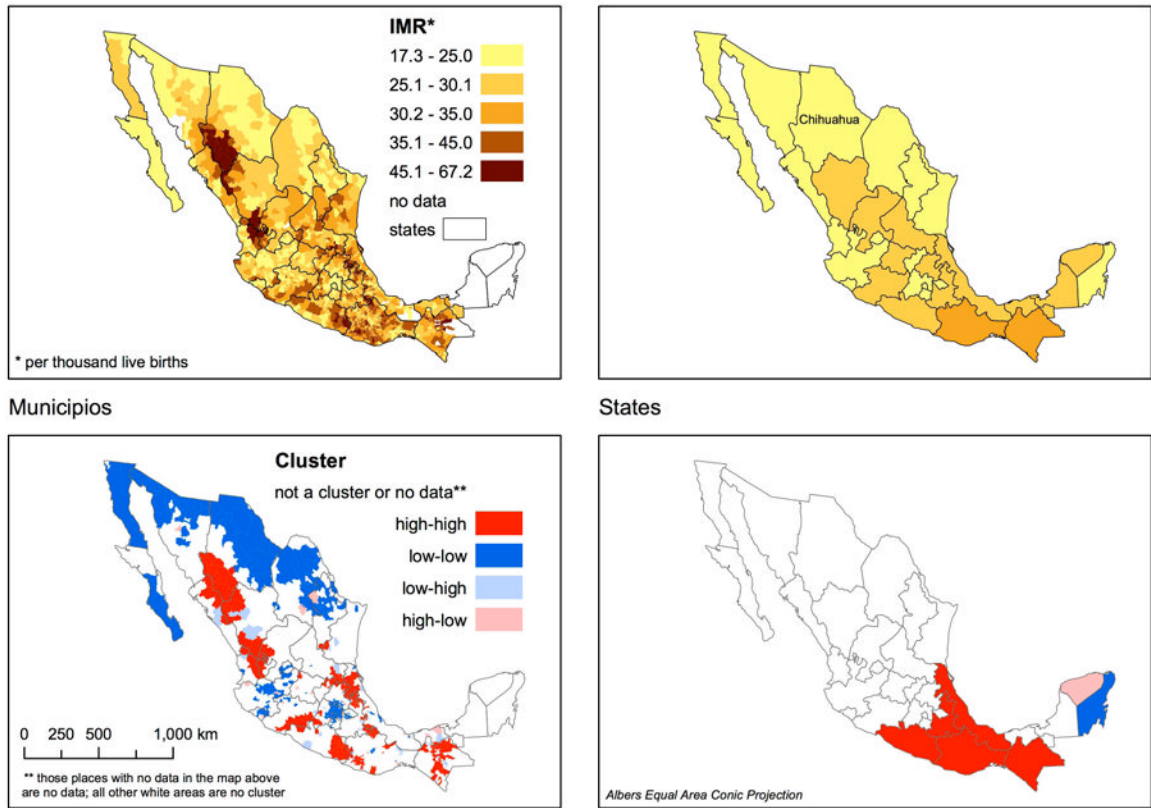 IMR*
17.3 - 25.0
25.1 - 30.1
30.2 - 35.0
35.1 - 45.0
45.1 - 67.2
no data
states
* per thousand live births
Chihuahua
Municipios
States
Cluster
not a cluster or no data**
high-high
low-low
low-high
high-low
0 250 500 1,000 km
** those places with no data in the map above
are no data; all other white areas are no cluster
Albers Equal Area Conic Projection